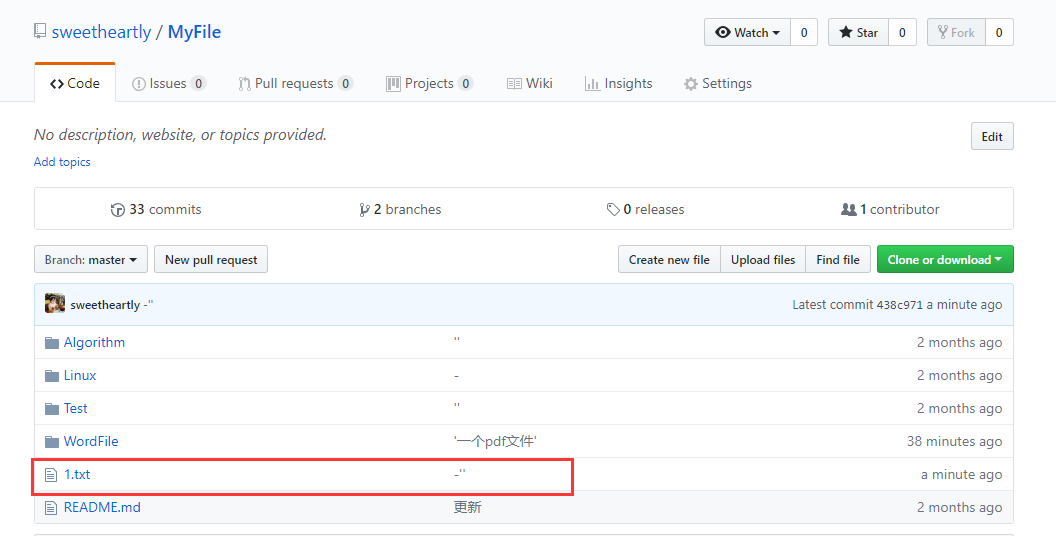 sweetheartly / MyFile
Watch 0 Star 0 Fork 0
Code Issues 0 Pull requests 0 Projects 0 Wiki Insights Settings
No description, website, or topics provided.
Edit
Add topics
33 commits 2 branches 0 releases 1 contributor
Branch: master New pull request Create new file Upload files Find file Clone or download
sweetheartly -'' Latest commit 438c971 a minute ago
Algorithm '' 2 months ago
Linux - 2 months ago
Test '' 2 months ago
WordFile '一个pdf文件' 38 minutes ago
1.txt -'' a minute ago
README.md 更新 2 months ago